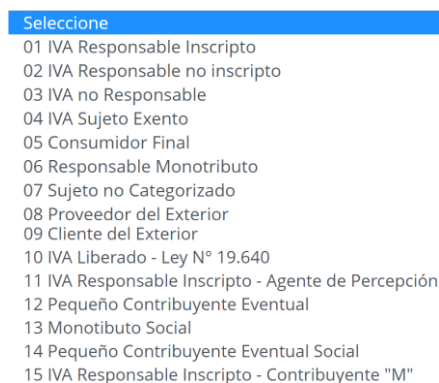 Seleccione
01 IVA Responsable Inscripto
02 IVA Responsable no inscripto
03 IVA no Responsable
04 IVA Sujeto Exento
05 Consumidor Final
06 Responsable Monotributo
07 Sujeto no Categorizado
08 Proveedor del Exterior
09 Cliente del Exterior
10 IVA Liberado - Ley N° 19.640
11 IVA Responsable Inscripto - Agente de Percepción
12 Pequeño Contribuyente Eventual
13 Monotibuto Social
14 Pequeño Contribuyente Eventual Social
15 IVA Responsable Inscripto - Contribuyente "M"